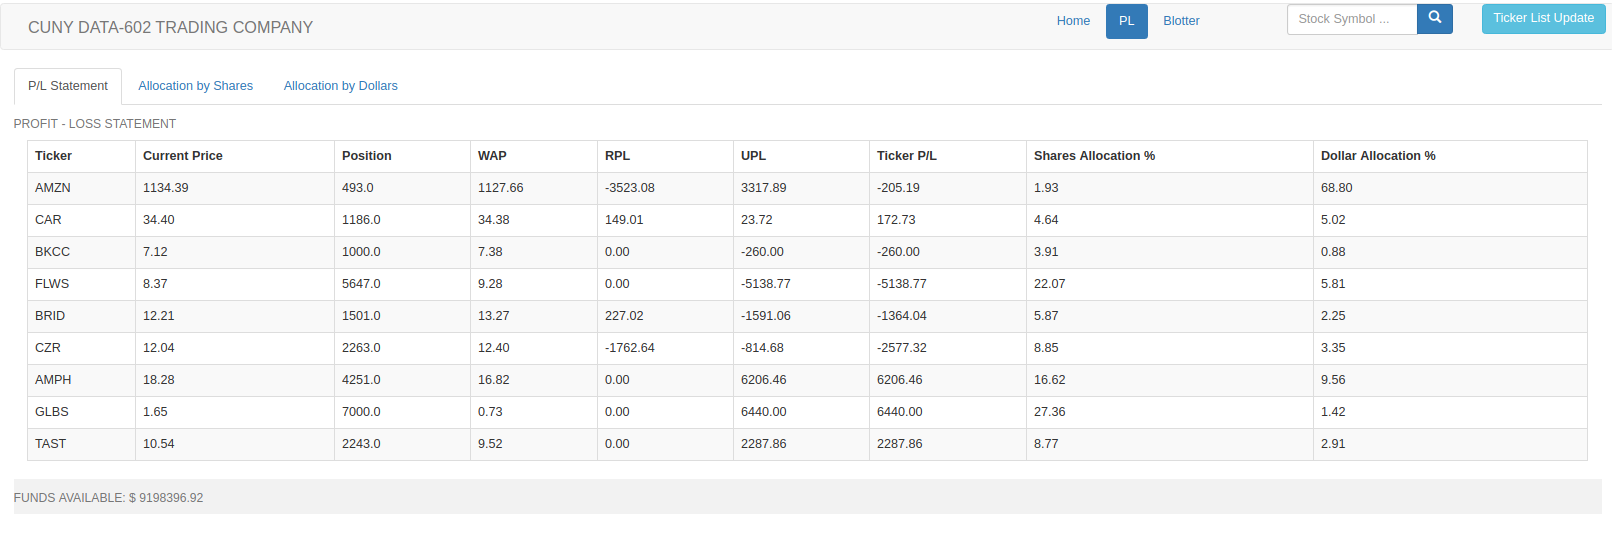 CUNY DATA-602 TRADING COMPANY Home PL Blotter Stock Symbol ... Ticker List Update
P/L Statement Allocation by Shares Allocation by Dollars
PROFIT - LOSS STATEMENT
Ticker Current Price Position WAP RPL UPL Ticker P/L Shares Allocation % Dollar Allocation %
AMZN 1134.39 493.0 1127.66 -3523.08 3317.89 -205.19 1.93 68.80
CAR 34.40 1186.0 34.38 149.01 23.72 172.73 4.64 5.02
BKCC 7.12 1000.0 7.38 0.00 -260.00 -260.00 3.91 0.88
FLWS 8.37 5647.0 9.28 0.00 -5138.77 -5138.77 22.07 5.81
BRID 12.21 1501.0 13.27 227.02 -1591.06 -1364.04 5.87 2.25
CZR 12.04 2263.0 12.40 -1762.64 -814.68 -2577.32 8.85 3.35
AMPH 18.28 4251.0 16.82 0.00 6206.46 6206.46 16.62 9.56
GLBS 1.65 7000.0 0.73 0.00 6440.00 6440.00 27.36 1.42
TAST 10.54 2243.0 9.52 0.00 2287.86 2287.86 8.77 2.91
FUNDS AVAILABLE: $ 9198396.92